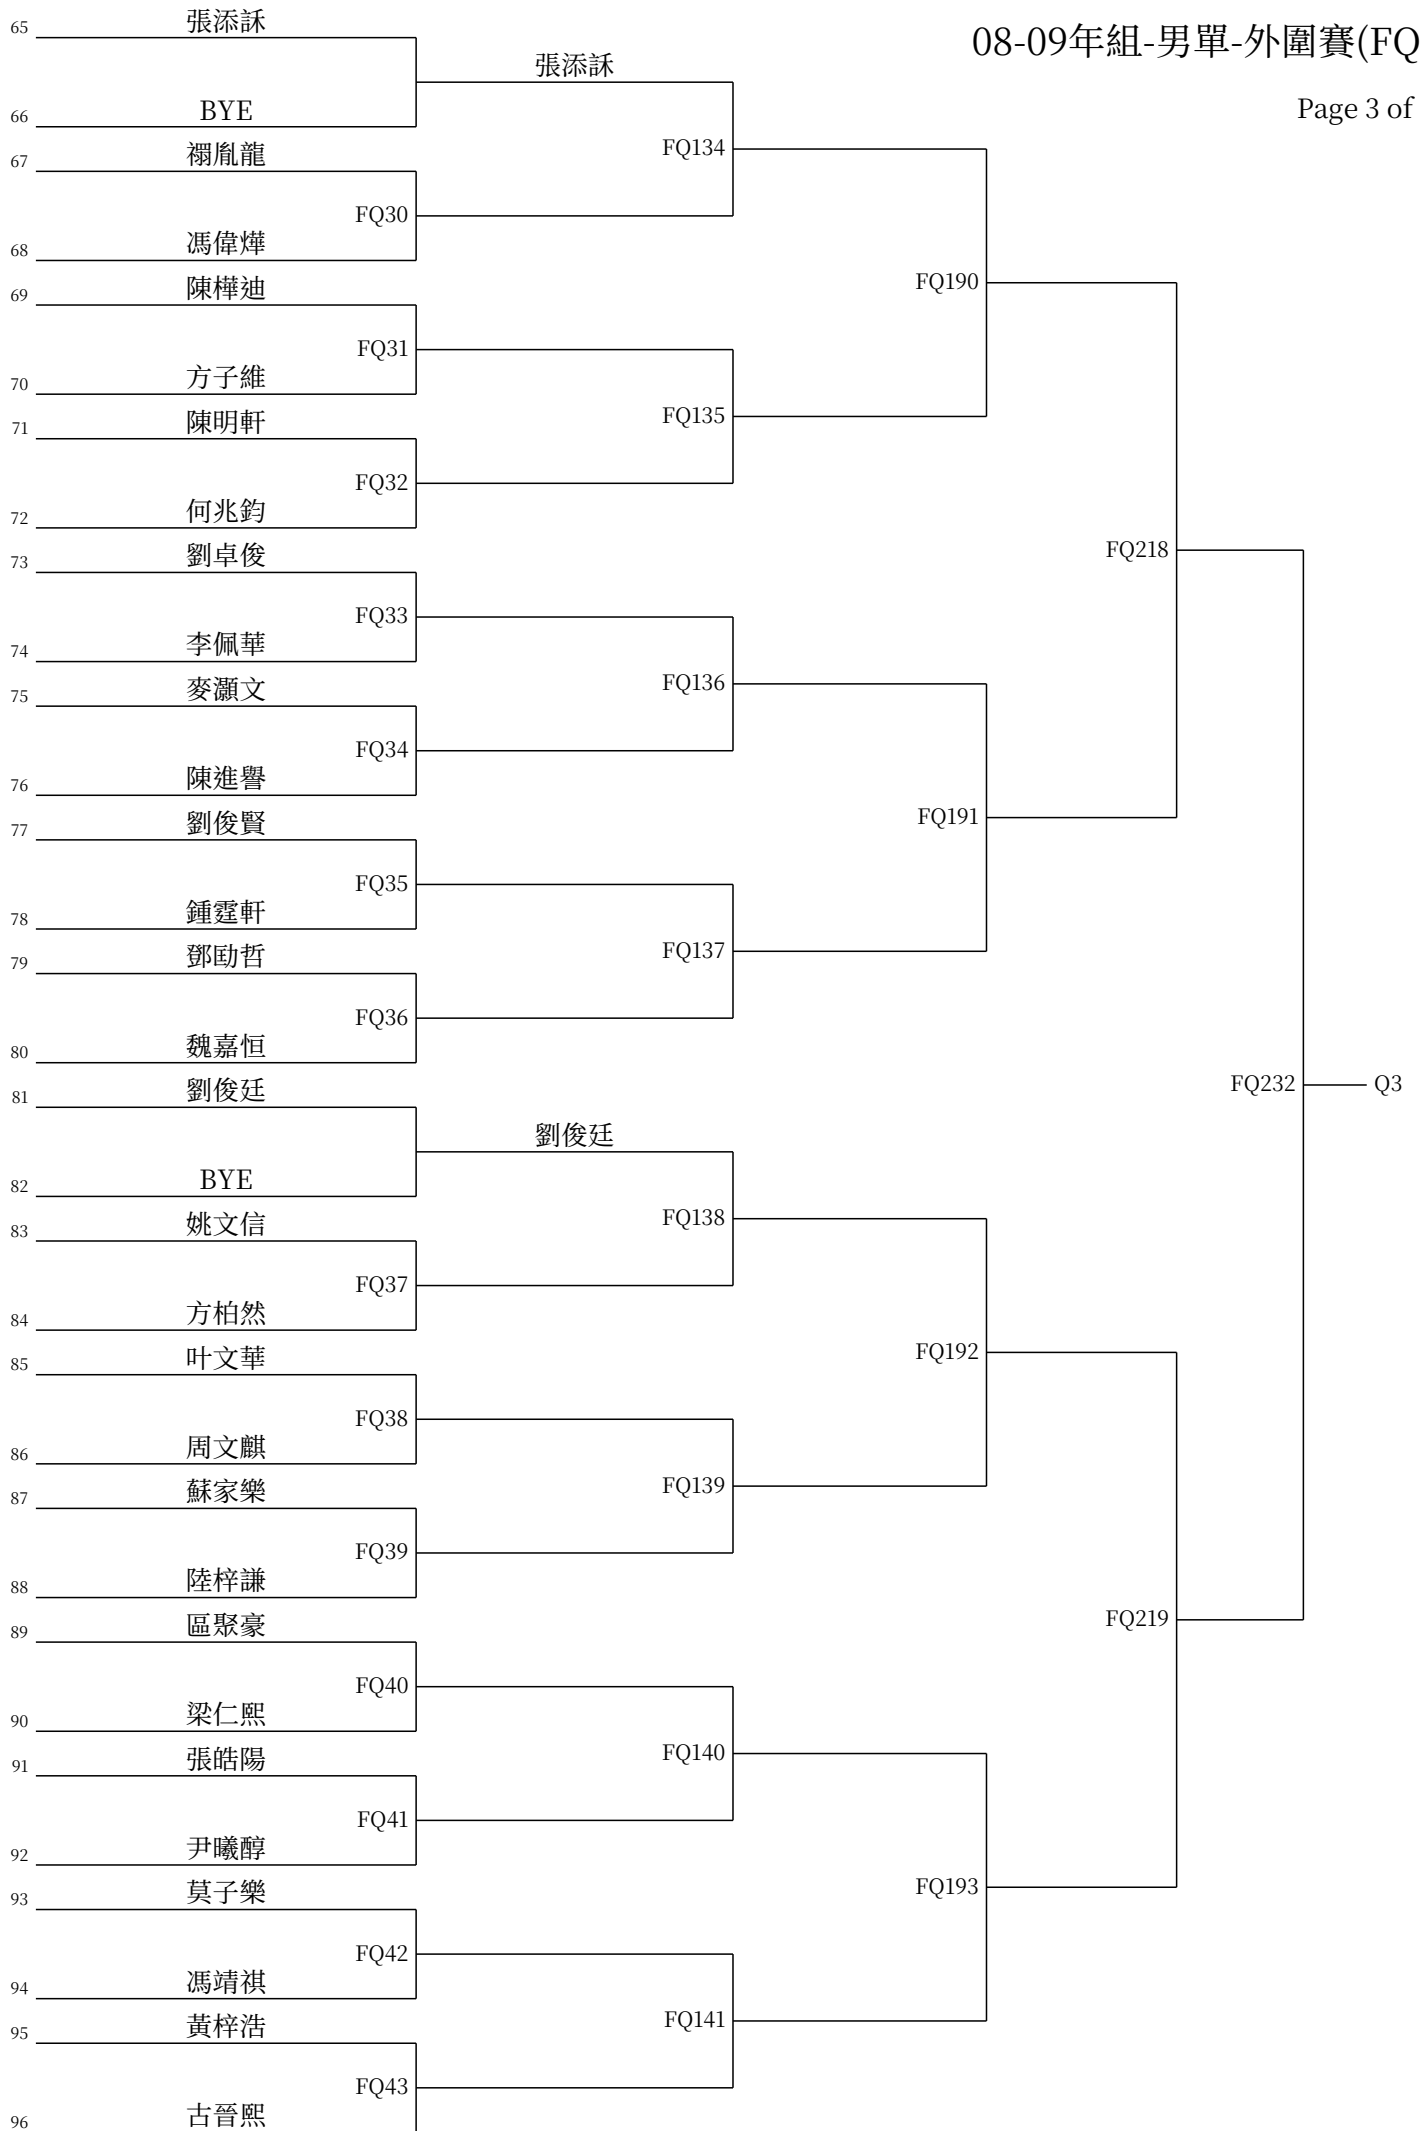 08-09年組-男單-外圍賽(FQ
Page 3 of
65 張添訸
張添訸
66 BYE
FQ134
67 禤胤龍
FQ30
68 馮偉燁
FQ190
69 陳樺迪
FQ31
70 方子維
FQ135
71 陳明軒
FQ32
72 何兆鈞
FQ218
73 劉卓俊
FQ33
74 李佩華
FQ136
75 麥灝文
FQ34
76 陳進譽
FQ191
77 劉俊賢
FQ35
78 鍾霆軒
FQ137
79 鄧勛哲
FQ36
80 魏嘉恒
FQ232 Q3
81 劉俊廷
劉俊廷
82 BYE
FQ138
83 姚文信
FQ37
84 方柏然
FQ192
85 叶文華
FQ38
86 周文麒
FQ139
87 蘇家樂
FQ39
88 陸梓謙
FQ219
89 區聚豪
FQ40
90 梁仁熙
FQ140
91 張皓陽
FQ41
92 尹曦醇
FQ193
93 莫子樂
FQ42
94 馮靖祺
FQ141
95 黃梓浩
FQ43
96 古晉熙